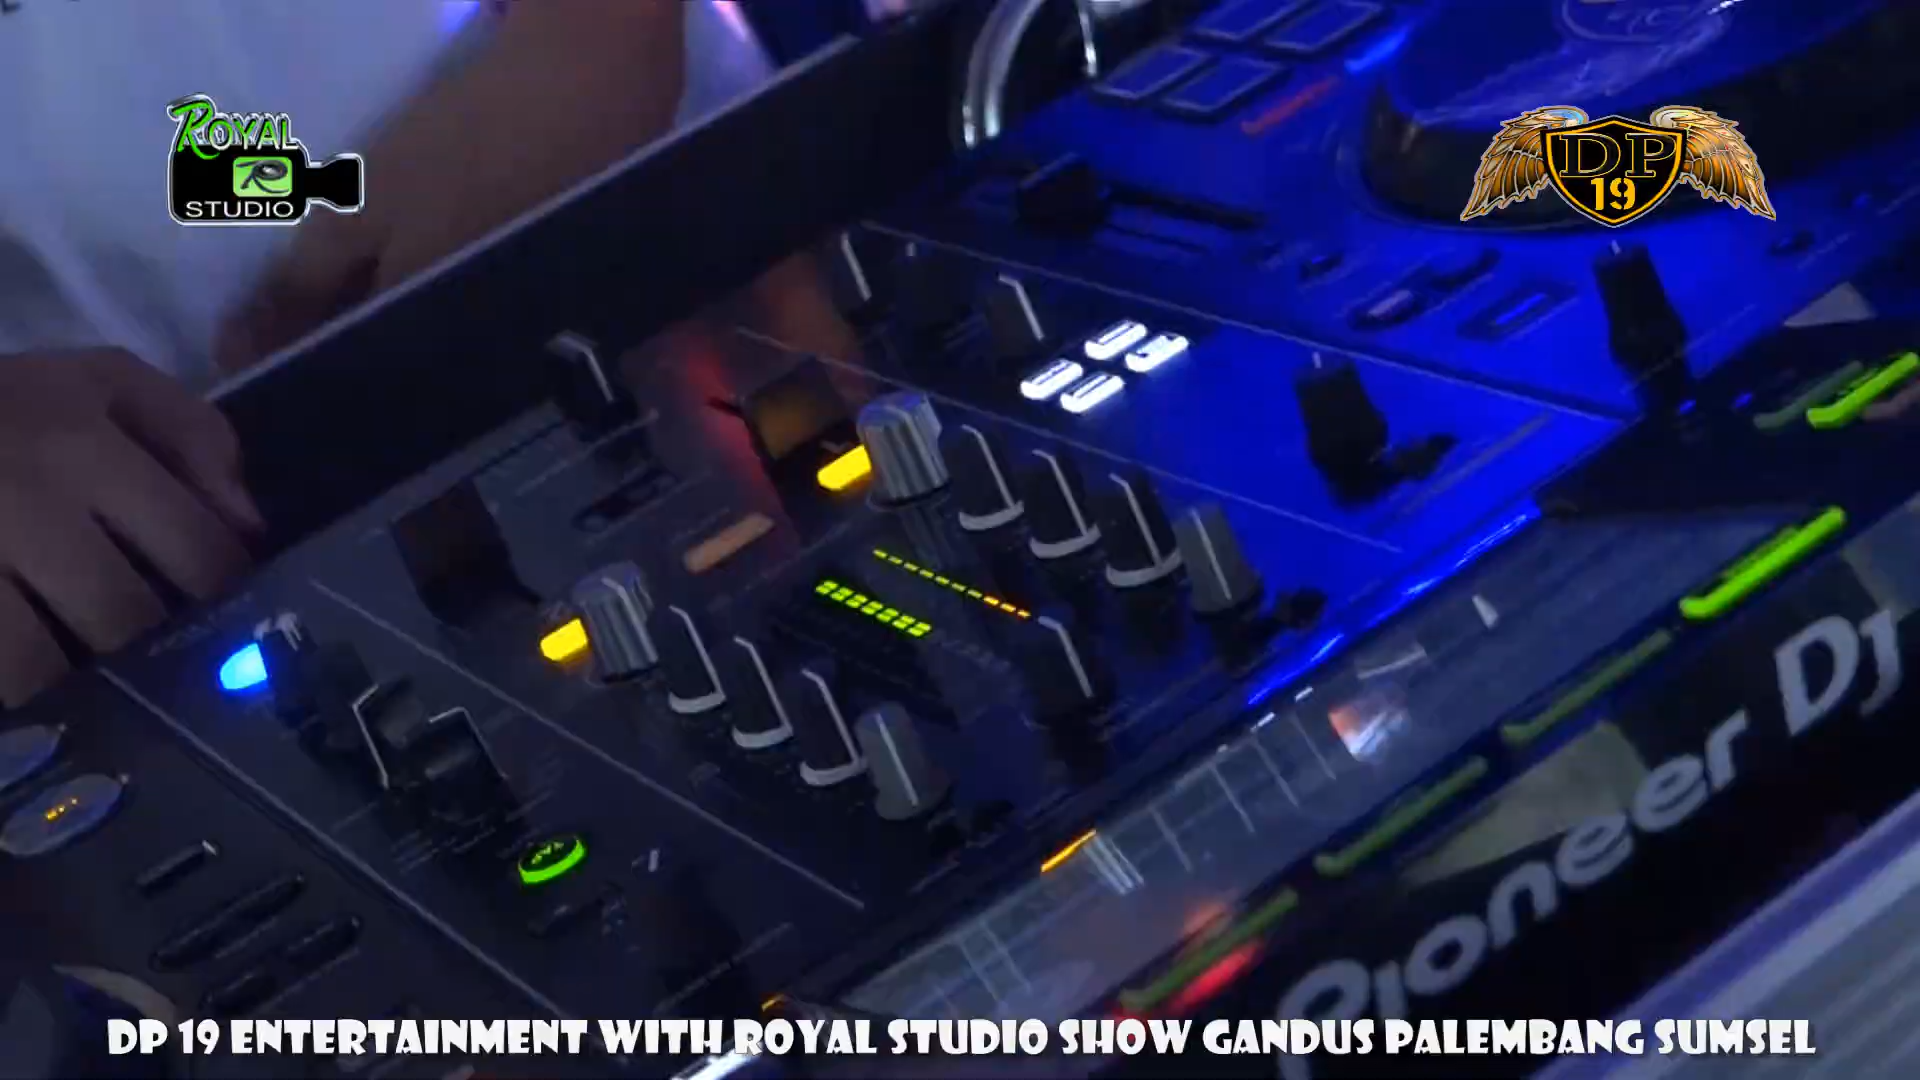 ROYAL
R
STUDIO
DP
19
Pioneer Dj
DP 19 ENTERTAINMENT WITH ROYAL STUDIO SHOW GANDUS PALEMBANG SUMSEL